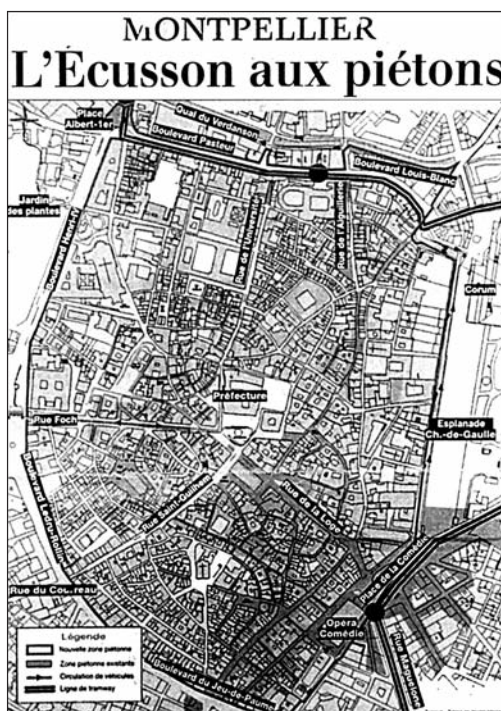 MONTPELLIER
L'Écusson aux piétons
Place
Albert-1er
Quai du Verdanson
Boulevard Pasteur
Boulevard Louis-Blanc
Jardin
des plantes
Boulevard Henri-IV
Rue de l'Université
Rue de l'Aiguillerie
Corum
Préfecture
Rue Foch
Esplanade
Ch.-de-Gaulle
Boulevard Ledru-Rollin
Rue Saint-Guilhem
Rue de la Loge
Place de la Comédie
Rue du Courreau
Opéra
Comédie
Rue Maguelone
Boulevard du Jeu-de-Paume
Légende
Nouvelle zone piétonne
Zone piétonne existante
Circulation de véhicules
Ligne de tramway